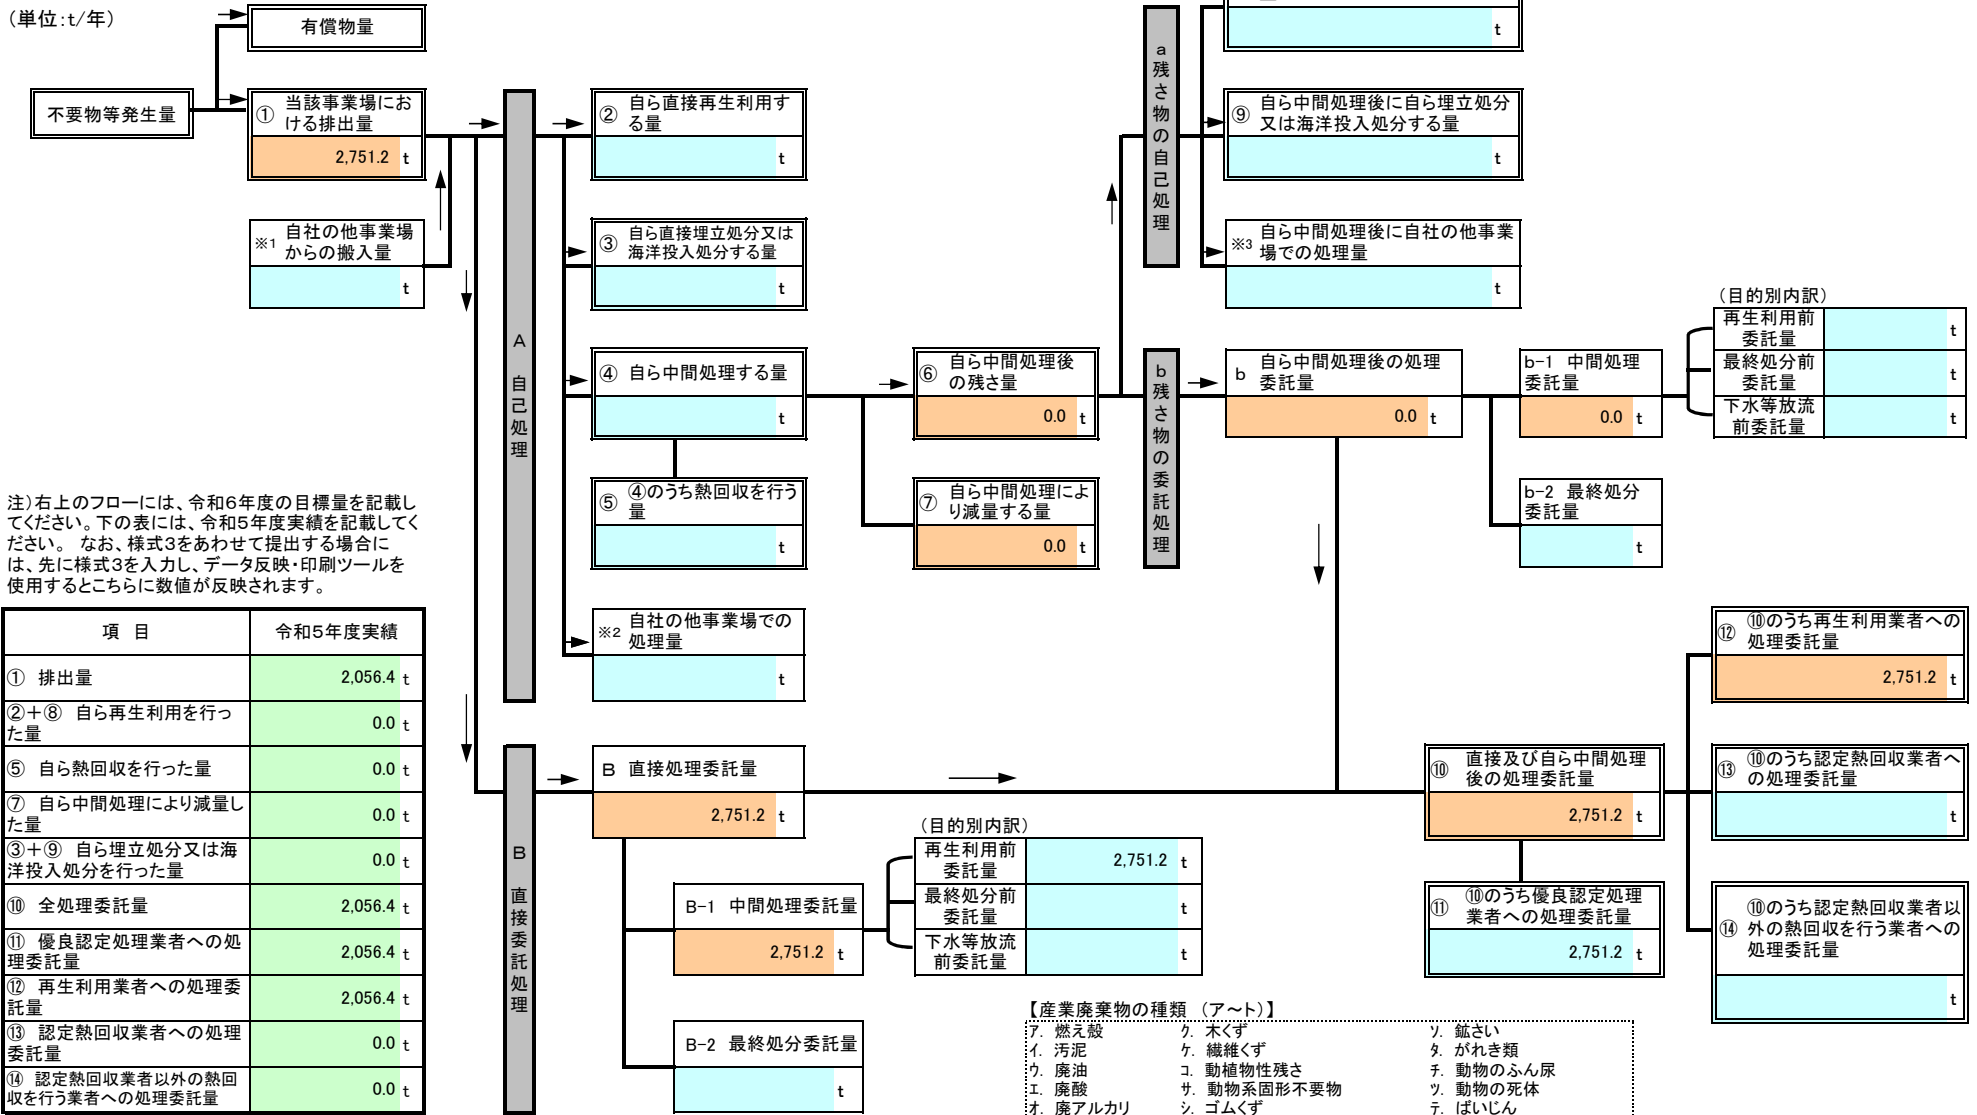 (単位:t/年)
有償物量
不要物等発生量
① 当該事業場にお
ける排出量
2,751.2 t
※1 自社の他事業場
からの搬入量
t
A 自己処理
② 自ら直接再生利用す
る量
t
③ 自ら直接埋立処分又は
海洋投入処分する量
t
④ 自ら中間処理する量
t
⑤ ④のうち熱回収を行う
量
t
※2 自社の他事業場での
処理量
t
⑥ 自ら中間処理後
の残さ量
0.0 t
⑦ 自ら中間処理によ
り減量する量
0.0 t
a 残さ物の自己処理
t
⑨ 自ら中間処理後に自ら埋立処分
又は海洋投入処分する量
t
※3 自ら中間処理後に自社の他事業
場での処理量
t
b 残さ物の委託処理
b 自ら中間処理後の処理
委託量
0.0 t
b-1 中間処理
委託量
0.0 t
b-2 最終処分
委託量
t
(目的別内訳)
再生利用前
委託量
t
最終処分前
委託量
t
下水等放流
前委託量
t
注)右上のフローには、令和6年度の目標量を記載し
てください。下の表には、令和5年度実績を記載してく
ださい。 なお、様式3をあわせて提出する場合に
は、先に様式3を入力し、データ反映・印刷ツールを
使用するとこちらに数値が反映されます。
項 目 令和5年度実績
① 排出量 2,056.4 t
②+⑧ 自ら再生利用を行っ
た量 0.0 t
⑤ 自ら熱回収を行った量 0.0 t
⑦ 自ら中間処理により減量し
た量 0.0 t
③+⑨ 自ら埋立処分又は海
洋投入処分を行った量 0.0 t
⑩ 全処理委託量 2,056.4 t
⑪ 優良認定処理業者への処
理委託量 2,056.4 t
⑫ 再生利用業者への処理委
託量 2,056.4 t
⑬ 認定熱回収業者への処理
委託量 0.0 t
⑭ 認定熱回収業者以外の熱回
収を行う業者への処理委託量 0.0 t
B 直接委託処理
B 直接処理委託量
2,751.2 t
B-1 中間処理委託量
2,751.2 t
B-2 最終処分委託量
t
(目的別内訳)
再生利用前
委託量
2,751.2 t
最終処分前
委託量
t
下水等放流
前委託量
t
⑩ 直接及び自ら中間処理
後の処理委託量
2,751.2 t
⑪ ⑩のうち優良認定処理
業者への処理委託量
2,751.2 t
⑫ ⑩のうち再生利用業者への
処理委託量
2,751.2 t
⑬ ⑩のうち認定熱回収業者へ
の処理委託量
t
⑭ ⑩のうち認定熱回収業者以
外の熱回収を行う業者への
処理委託量
t
【産業廃棄物の種類 (ア~ト)】
ア. 燃え殻 ク. 木くず ソ. 鉱さい
イ. 汚泥 ケ. 繊維くず タ. がれき類
ウ. 廃油 コ. 動植物性残さ チ. 動物のふん尿
エ. 廃酸 サ. 動物系固形不要物 ツ. 動物の死体
オ. 廃アルカリ シ. ゴムくず テ. ばいじん